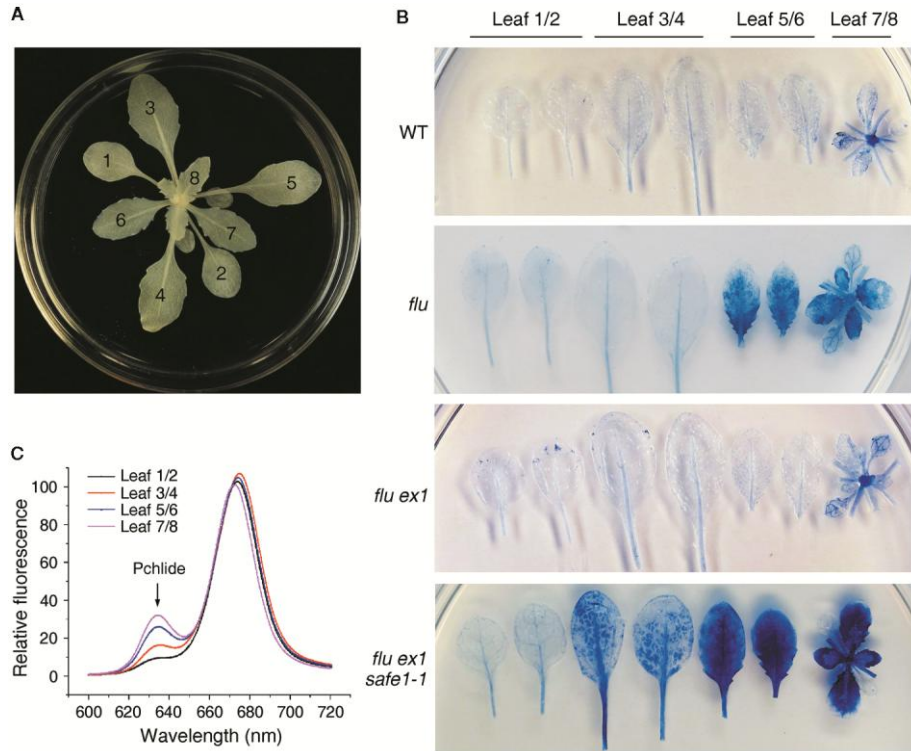 A
3
1
8
5
6
7
2
4
B
Leaf 1/2 Leaf 3/4 Leaf 5/6 Leaf 7/8
WT
flu
flu ex1
flu ex1
safe1-1
C
Leaf 1/2
Leaf 3/4
Leaf 5/6
Leaf 7/8
Pchlide
Relative fluorescence
100
80
60
40
20
0
600 620 640 660 680 700 720
Wavelength (nm)